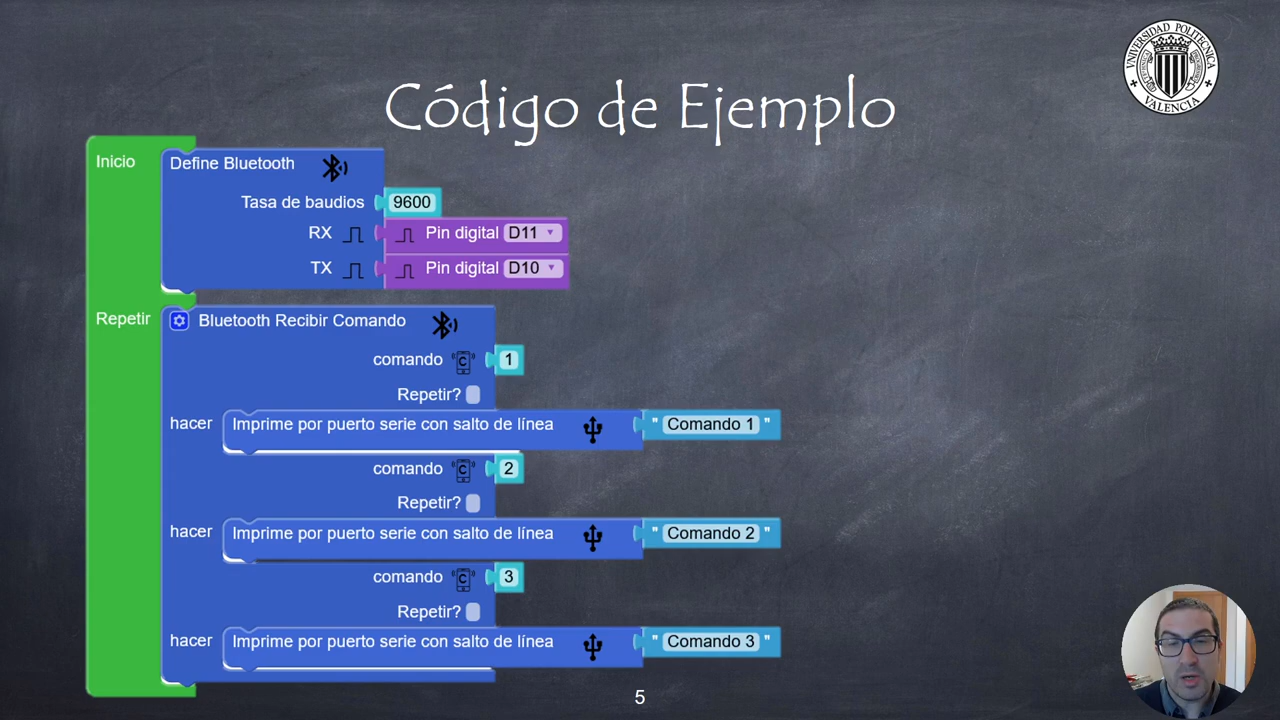 UNIVERSIDAD POLITECNICA
VALENCIA
Código de Ejemplo
Inicio
Define Bluetooth
Tasa de baudios 9600
RX Pin digital D11
TX Pin digital D10
Repetir
Bluetooth Recibir Comando
comando C 1
Repetir?
hacer Imprime por puerto serie con salto de línea " Comando 1 "
comando C 2
Repetir?
hacer Imprime por puerto serie con salto de línea " Comando 2 "
comando C 3
Repetir?
hacer Imprime por puerto serie con salto de línea " Comando 3 "
5